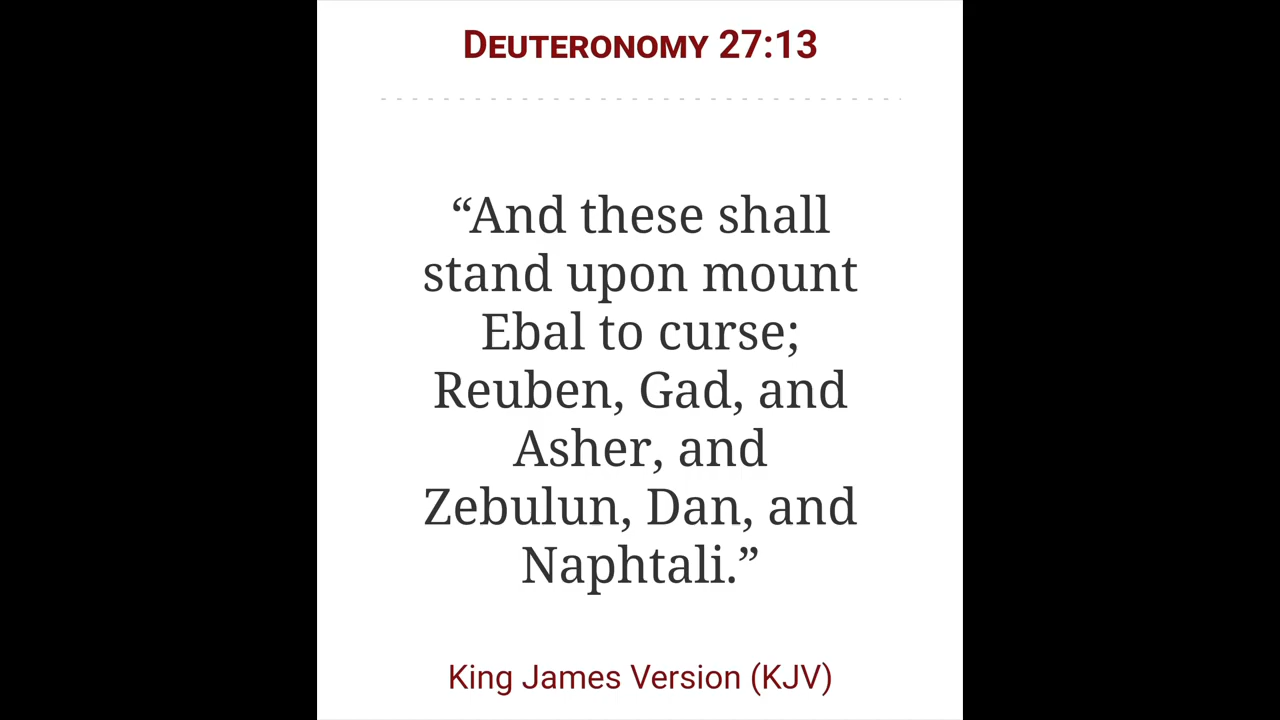 Deuteronomy 27:13
“And these shall
stand upon mount
Ebal to curse;
Reuben, Gad, and
Asher, and
Zebulun, Dan, and
Naphtali.”
King James Version (KJV)